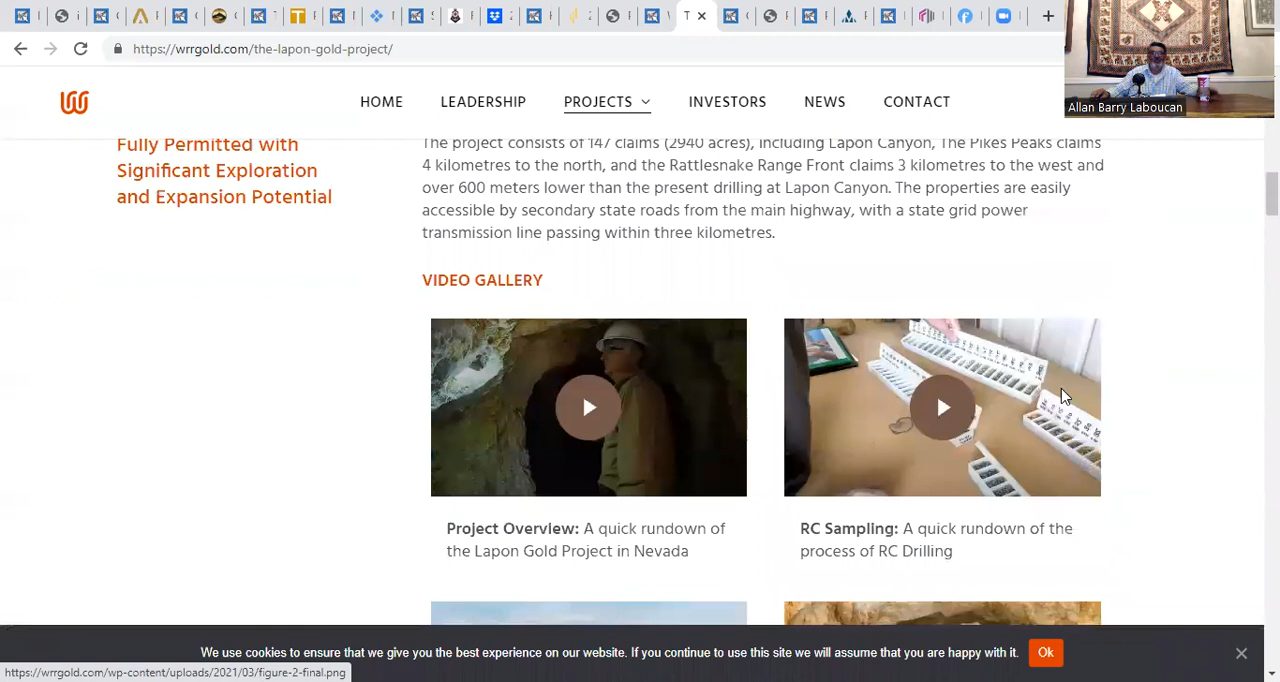 https://wrrgold.com/the-lapon-gold-project/
Allan Barry Laboucan
HOME LEADERSHIP PROJECTS INVESTORS NEWS CONTACT
Fully Permitted with
Significant Exploration
and Expansion Potential
The project consists of 147 claims (2940 acres), including Lapon Canyon, The Pikes Peaks claims
4 kilometres to the north, and the Rattlesnake Range Front claims 3 kilometres to the west and
over 600 meters lower than the present drilling at Lapon Canyon. The properties are easily
accessible by secondary state roads from the main highway, with a state grid power
transmission line passing within three kilometres.
VIDEO GALLERY
Project Overview: A quick rundown of
the Lapon Gold Project in Nevada
RC Sampling: A quick rundown of the
process of RC Drilling
We use cookies to ensure that we give you the best experience on our website. If you continue to use this site we will assume that you are happy with it.
Ok
https://wrrgold.com/wp-content/uploads/2021/03/figure-2-final.png